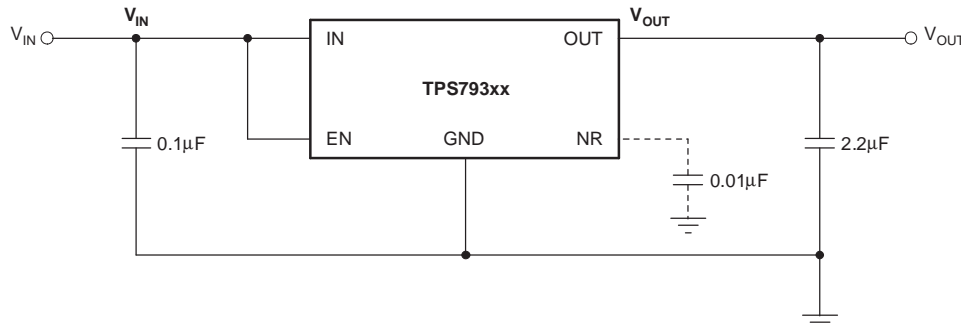 V_IN V_IN IN OUT V_OUT V_OUT
TPS793xx
EN GND NR
0.1μF 0.01μF 2.2μF